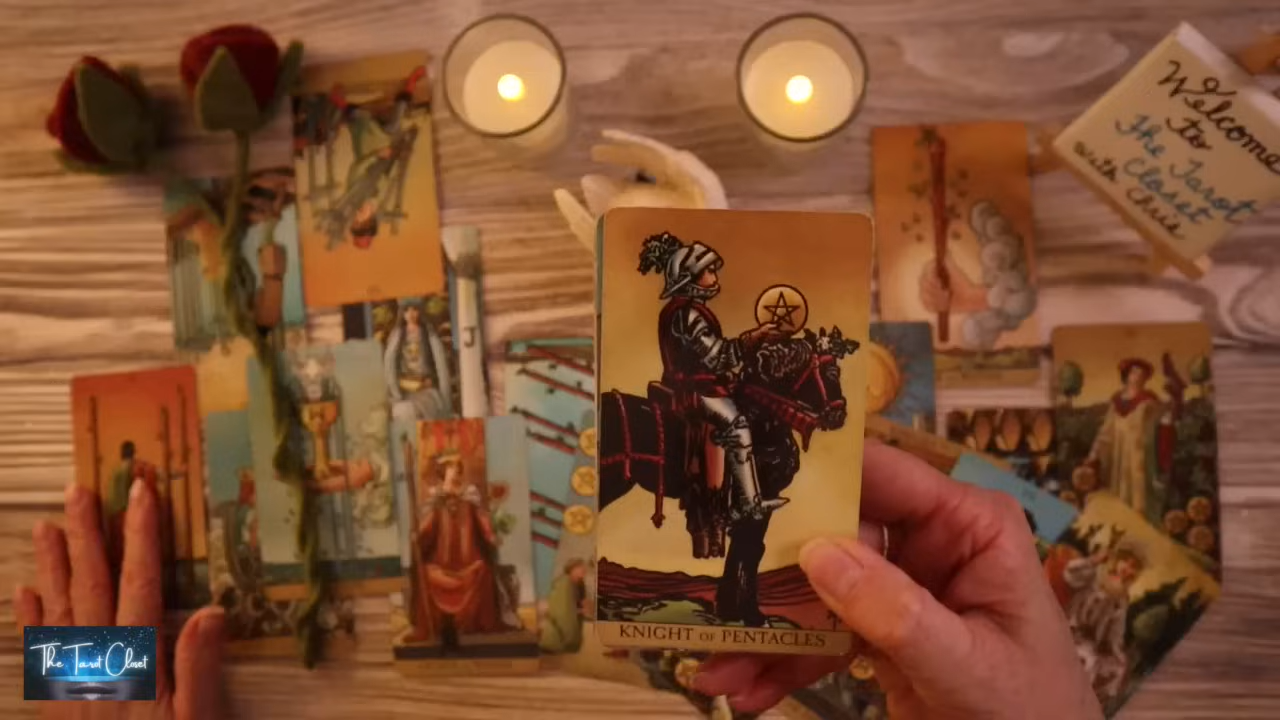 Welcome
to
The Tarot
Closet
with Chris
J
KNIGHT OF PENTACLES
The Tarot Closet